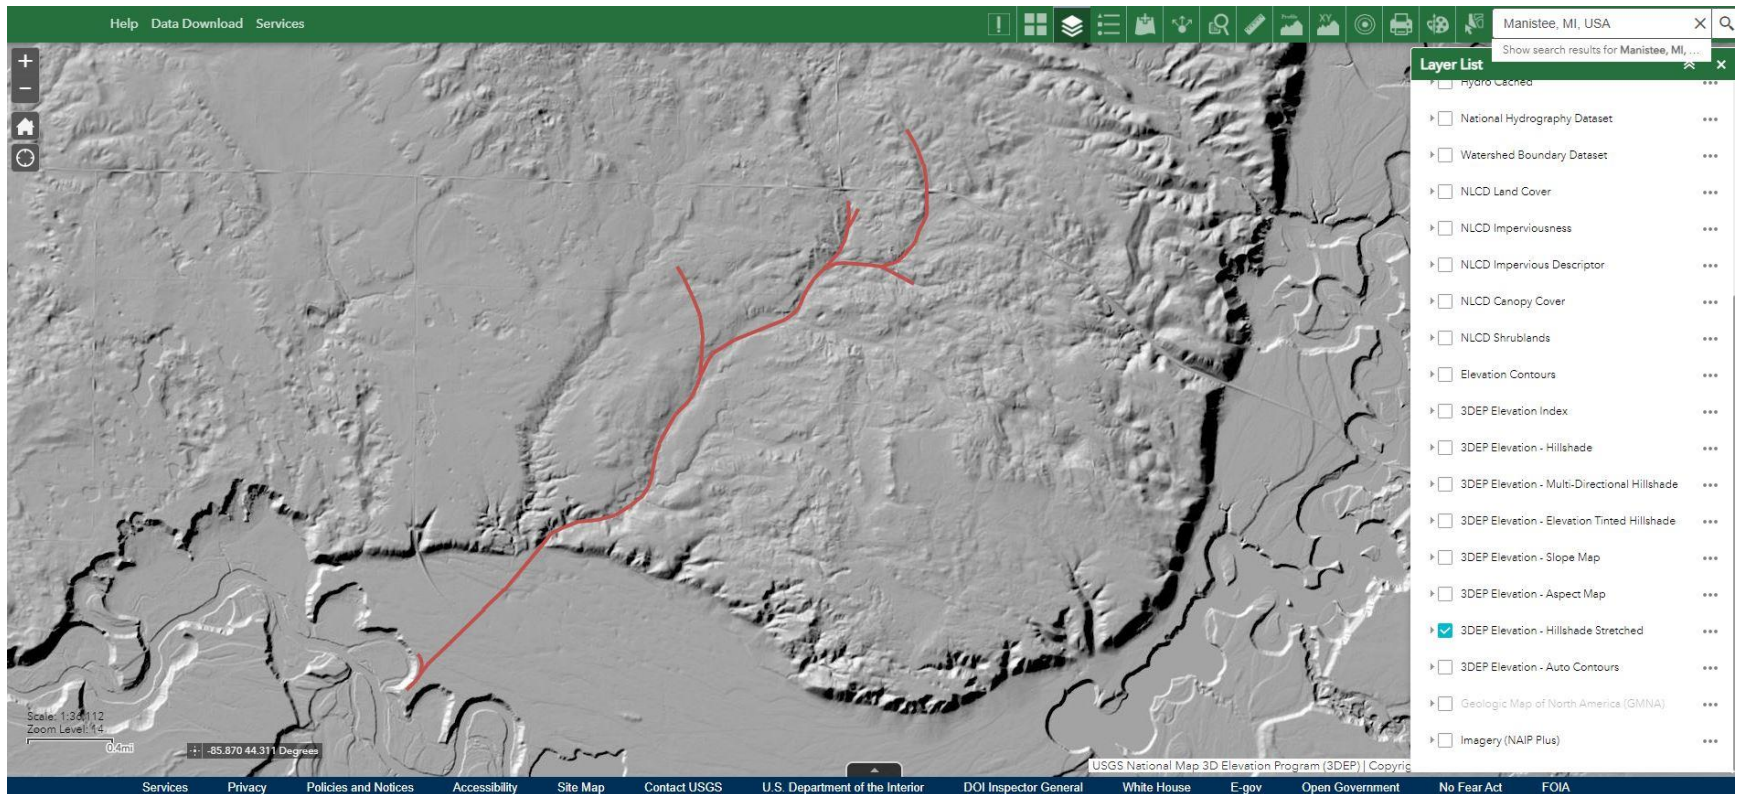 Help Data Download Services
Manistee, MI, USA
Show search results for Manistee, MI, ...
Layer List
Hydro Cached
National Hydrography Dataset
Watershed Boundary Dataset
NLCD Land Cover
NLCD Imperviousness
NLCD Impervious Descriptor
NLCD Canopy Cover
NLCD Shrublands
Elevation Contours
3DEP Elevation Index
3DEP Elevation - Hillshade
3DEP Elevation - Multi-Directional Hillshade
3DEP Elevation - Elevation Tinted Hillshade
3DEP Elevation - Slope Map
3DEP Elevation - Aspect Map
3DEP Elevation - Hillshade Stretched
3DEP Elevation - Auto Contours
Geologic Map of North America (GMNA)
Imagery (NAIP Plus)
Scale: 1:36,112
Zoom Level: 14
0.4mi
-85.870 44.311 Degrees
USGS National Map 3D Elevation Program (3DEP) | Copyrig
Services Privacy Policies and Notices Accessibility Site Map Contact USGS U.S. Department of the Interior DOI Inspector General White House E-gov Open Government No Fear Act FOIA